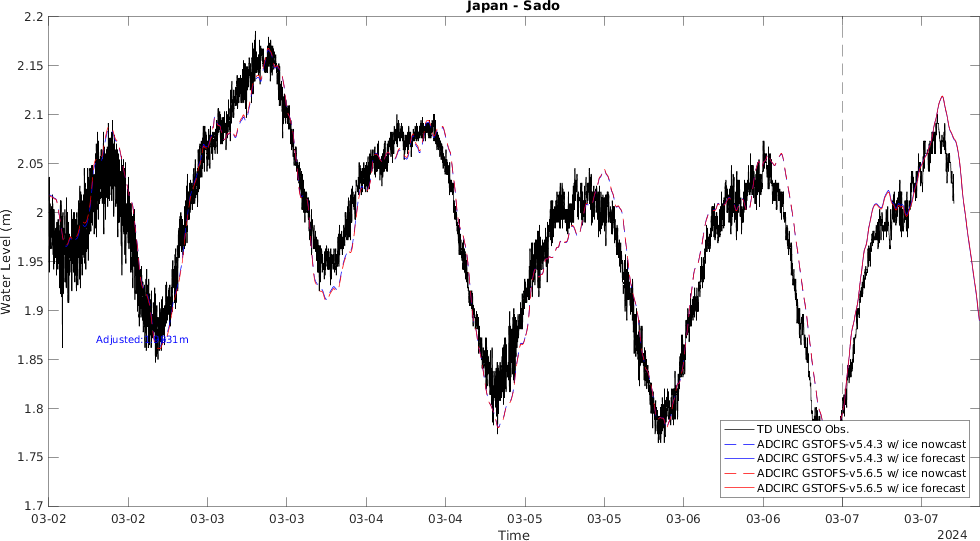 Japan - Sado
2.2
2.15
2.1
2.05
2
1.95
1.9
1.85
1.8
1.75
1.7
Water Level (m)
Adjusted:
TD UNESCO Obs.
ADCIRC GSTOFS-v5.4.3 w/ ice nowcast
ADCIRC GSTOFS-v5.4.3 w/ ice forecast
ADCIRC GSTOFS-v5.6.5 w/ ice nowcast
ADCIRC GSTOFS-v5.6.5 w/ ice forecast
03-02 03-02 03-03 03-03 03-04 03-04 03-05 03-05 03-06 03-06 03-07 03-07
Time
2024